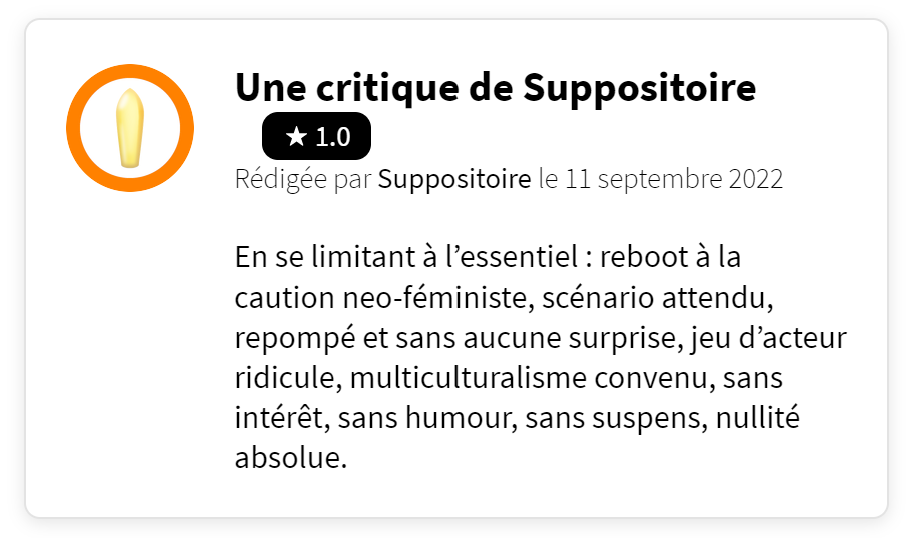 Une critique de Suppositoire
★ 1.0
Rédigée par Suppositoire le 11 septembre 2022
En se limitant à l’essentiel : reboot à la
caution neo-féministe, scénario attendu,
repompé et sans aucune surprise, jeu d’acteur
ridicule, multiculturalisme convenu, sans
intérêt, sans humour, sans suspens, nullité
absolue.